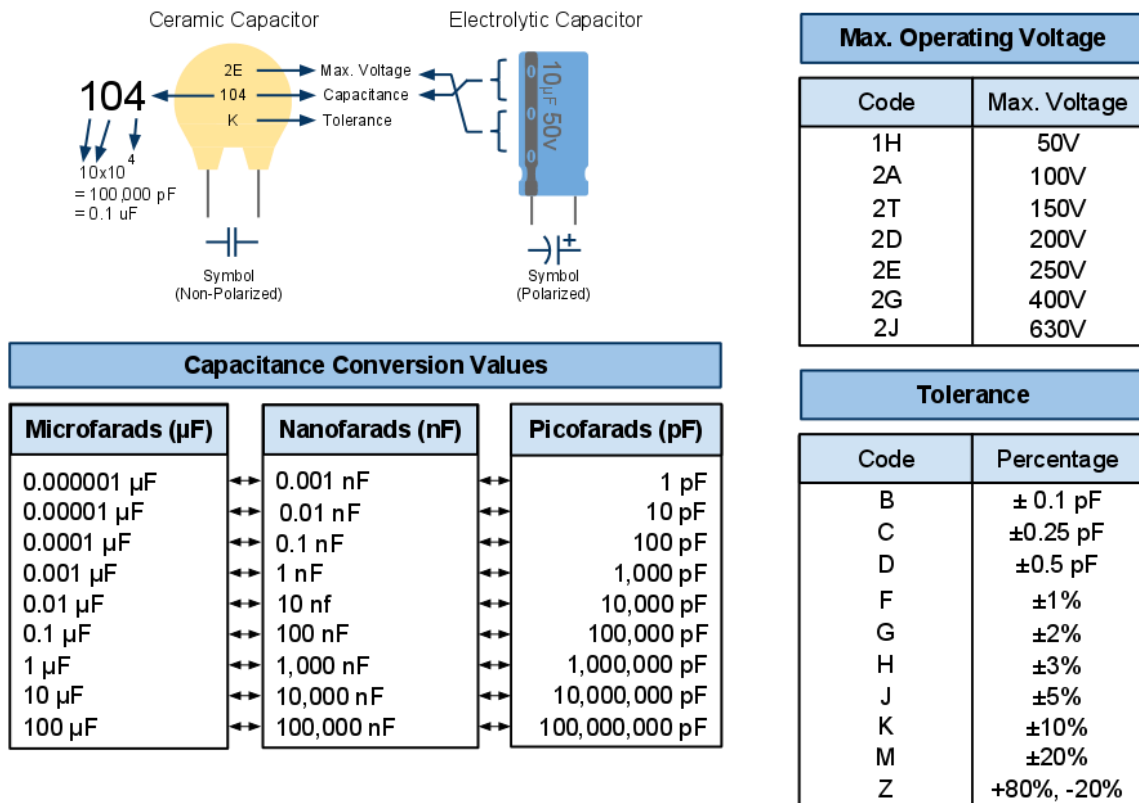 Ceramic Capacitor
2E
104
K
104
10x10⁴
= 100,000 pF
= 0.1 uF
Max. Voltage
Capacitance
Tolerance
Symbol
(Non-Polarized)
Electrolytic Capacitor
10µF 50v
+
Symbol
(Polarized)
Max. Operating Voltage
Code Max. Voltage
1H 50V
2A 100V
2T 150V
2D 200V
2E 250V
2G 400V
2J 630V
Capacitance Conversion Values
Microfarads (µF) Nanofarads (nF) Picofarads (pF)
0.000001 µF 0.001 nF 1 pF
0.00001 µF 0.01 nF 10 pF
0.0001 µF 0.1 nF 100 pF
0.001 µF 1 nF 1,000 pF
0.01 µF 10 nf 10,000 pF
0.1 µF 100 nF 100,000 pF
1 µF 1,000 nF 1,000,000 pF
10 µF 10,000 nF 10,000,000 pF
100 µF 100,000 nF 100,000,000 pF
Tolerance
Code Percentage
B ± 0.1 pF
C ±0.25 pF
D ±0.5 pF
F ±1%
G ±2%
H ±3%
J ±5%
K ±10%
M ±20%
Z +80%, -20%